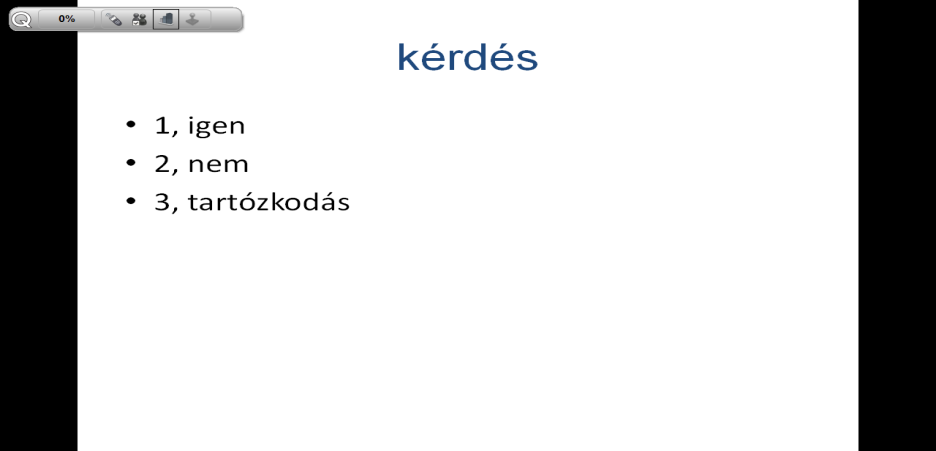 0%
kérdés
• 1, igen
• 2, nem
• 3, tartózkodás